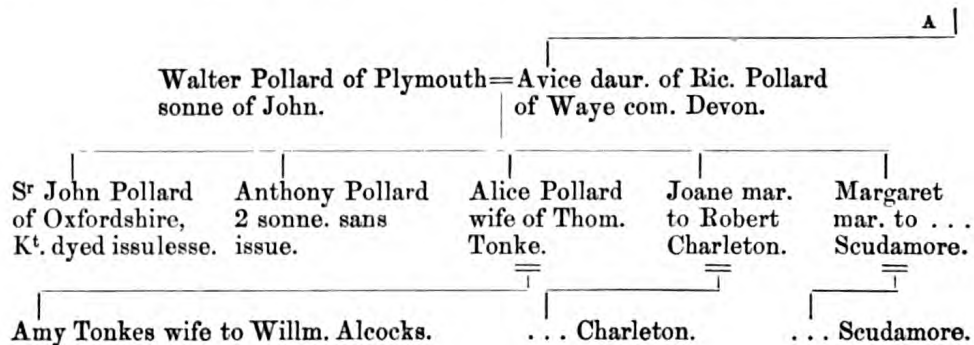 A
Walter Pollard of Plymouth=Avice daur. of Ric. Pollard
sonne of John. of Waye com. Devon.
Sʳ John Pollard
of Oxfordshire,
Kᵗ. dyed issulesse.
Anthony Pollard
2 sonne. sans
issue.
Alice Pollard
wife of Thom.
Tonke.
Joane mar.
to Robert
Charleton.
Margaret
mar. to . . .
Scudamore.
Amy Tonkes wife to Willm. Alcocks.
. . . Charleton.
. . . Scudamore.